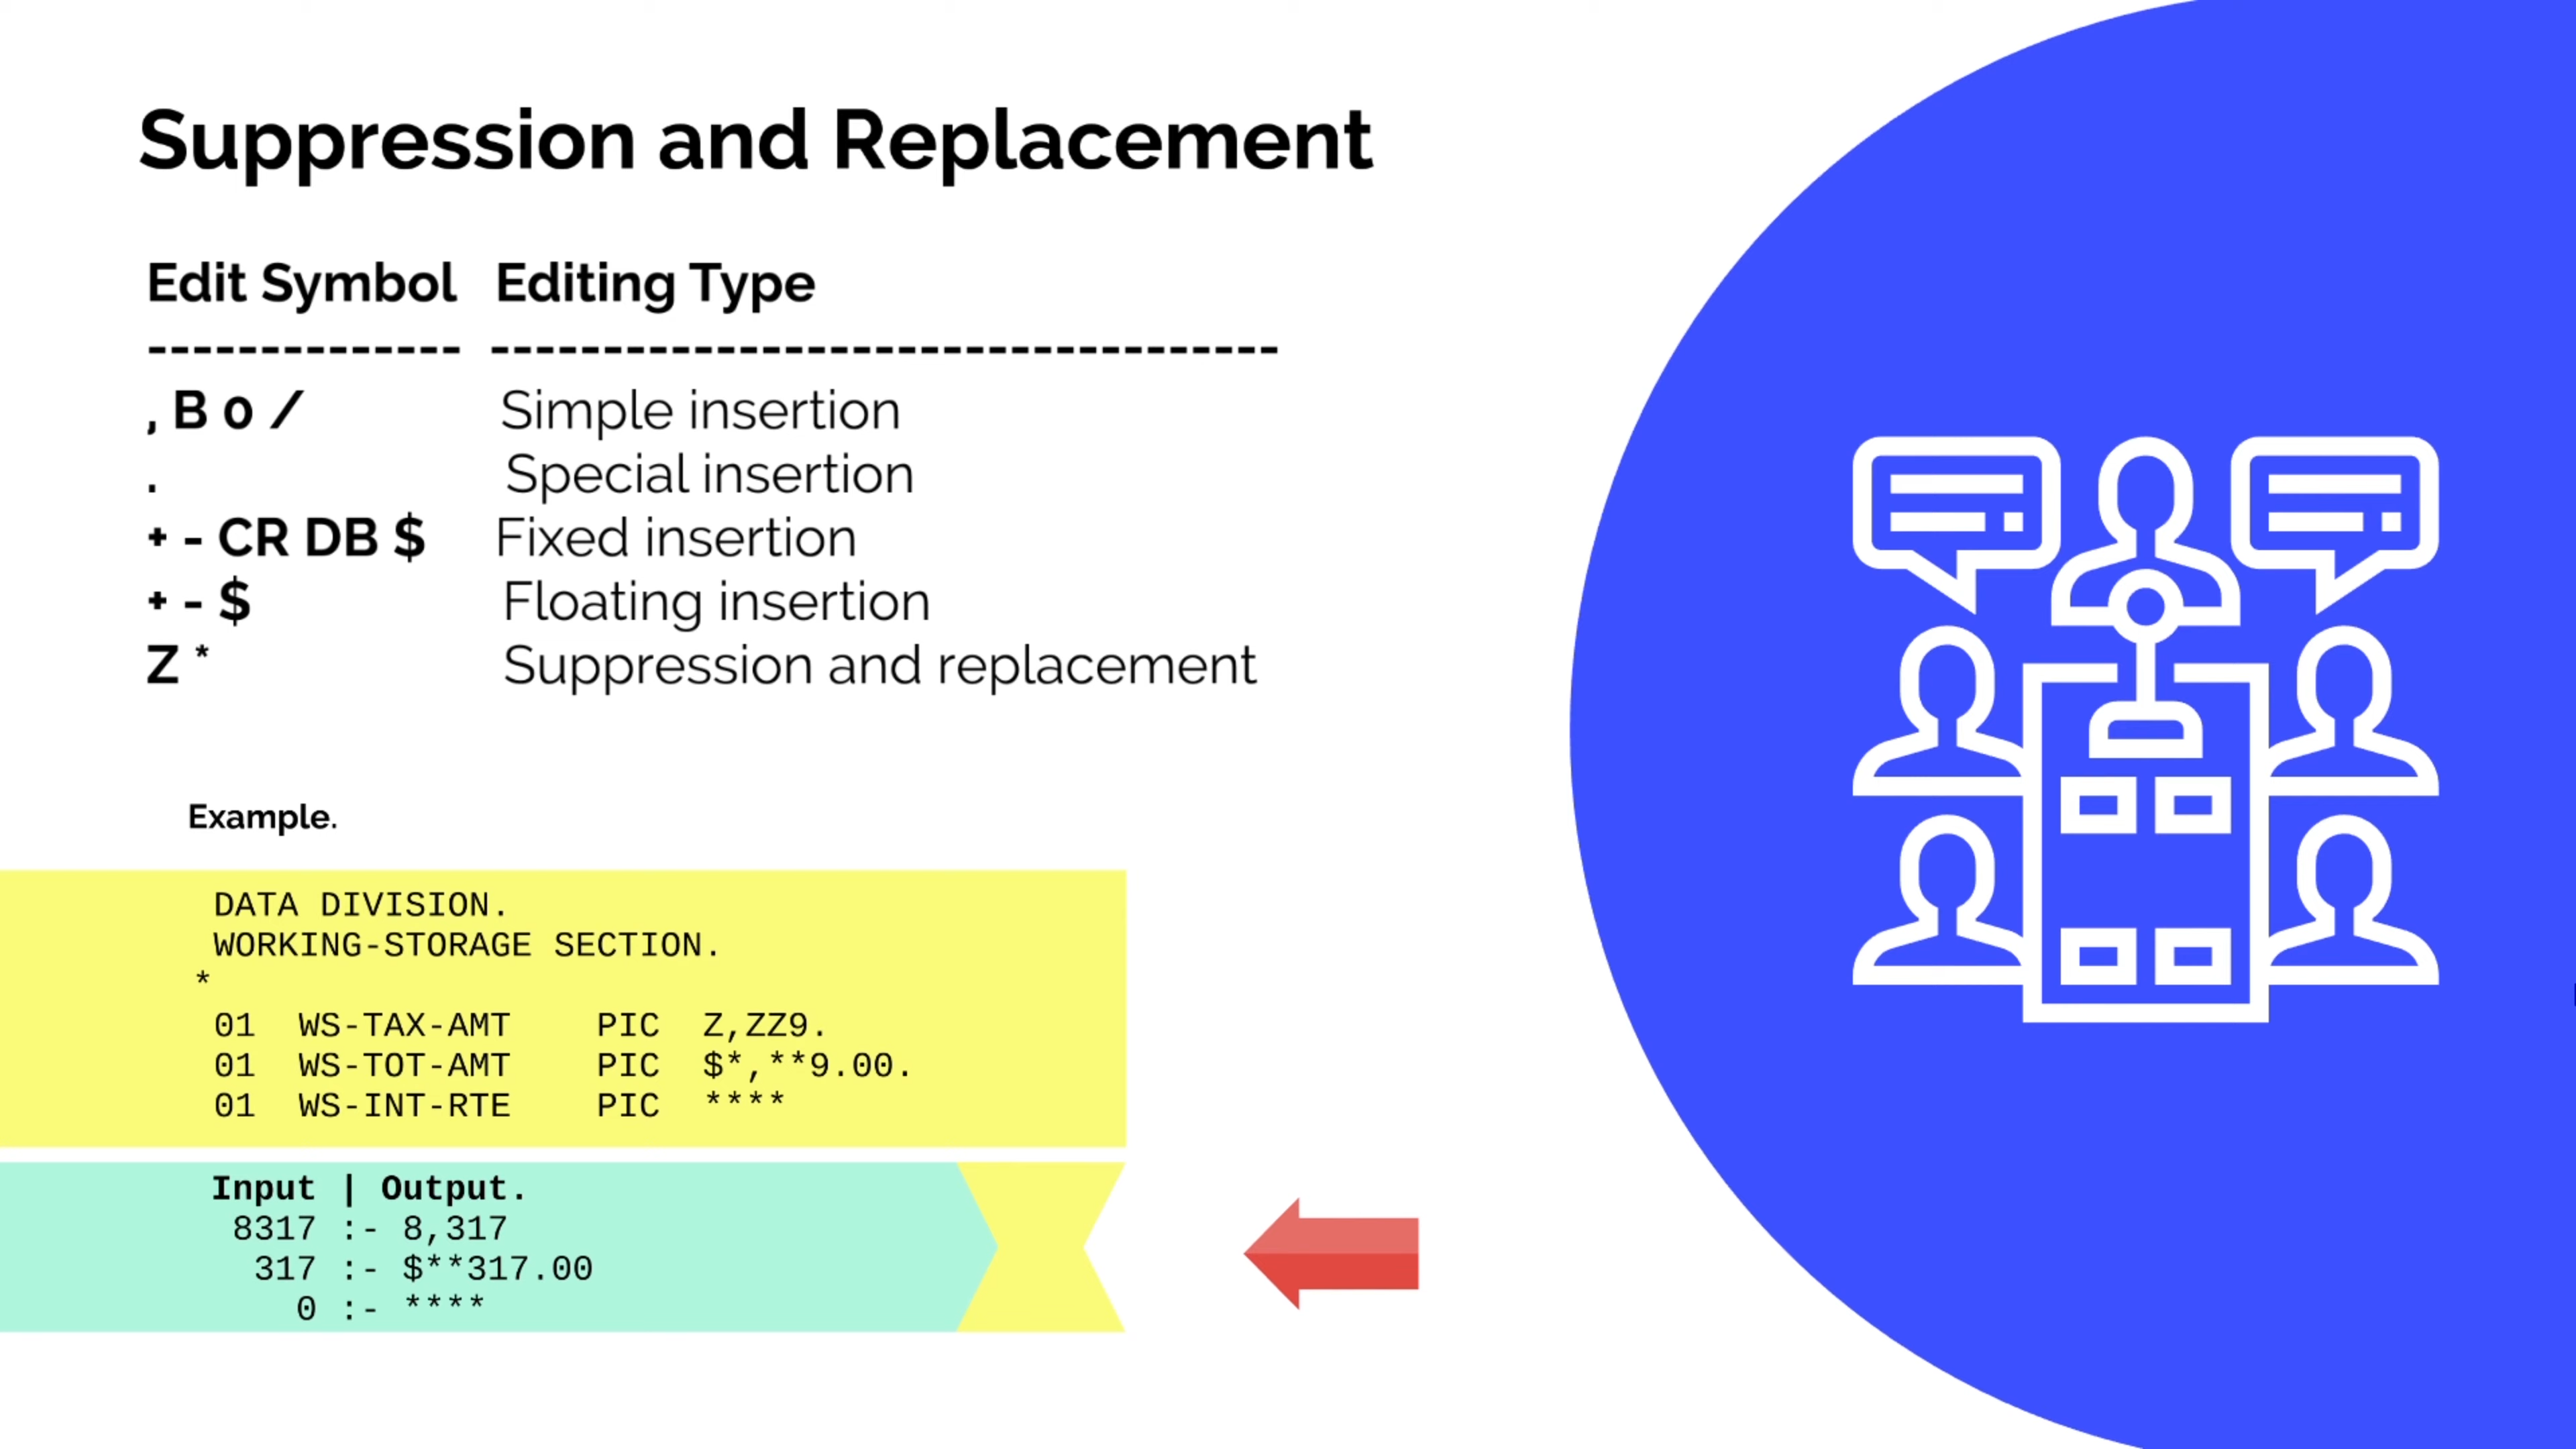 Suppression and Replacement
Edit Symbol Editing Type
-------------- -----------------------------------
, B 0 / Simple insertion
. Special insertion
+ - CR DB $ Fixed insertion
+ - $ Floating insertion
Z * Suppression and replacement
Example.
DATA DIVISION.
WORKING-STORAGE SECTION.
*
01 WS-TAX-AMT PIC Z,ZZ9.
01 WS-TOT-AMT PIC $*,**9.00.
01 WS-INT-RTE PIC ****
Input | Output.
8317 :- 8,317
317 :- $**317.00
0 :- ****